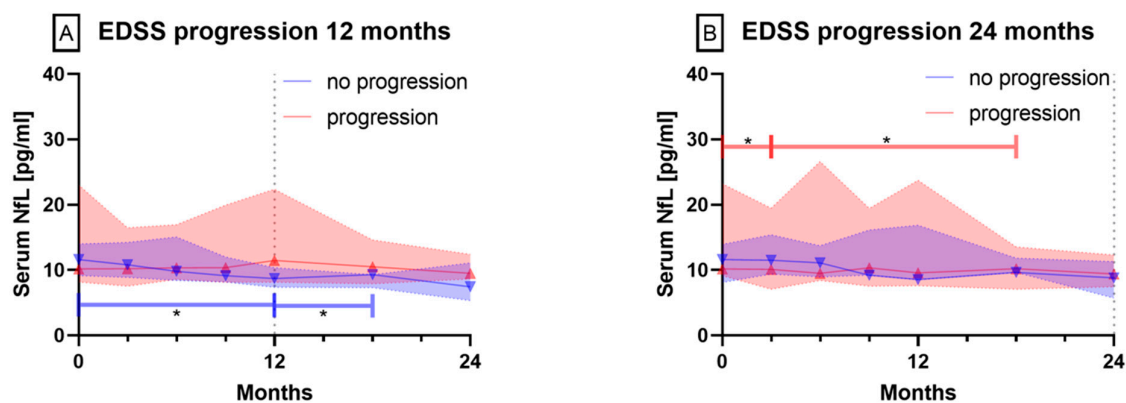 A EDSS progression 12 months
40
30
20
10
0
Serum NfL [pg/ml]
no progression
progression
*
*
0
12
24
Months
B EDSS progression 24 months
40
30
20
10
0
Serum NfL [pg/ml]
no progression
progression
*
*
0
12
24
Months